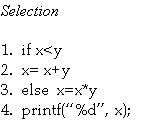 Selection
1. if x<y
2. x= x+y
3. else x=x*y
4. printf(“%d”, x);